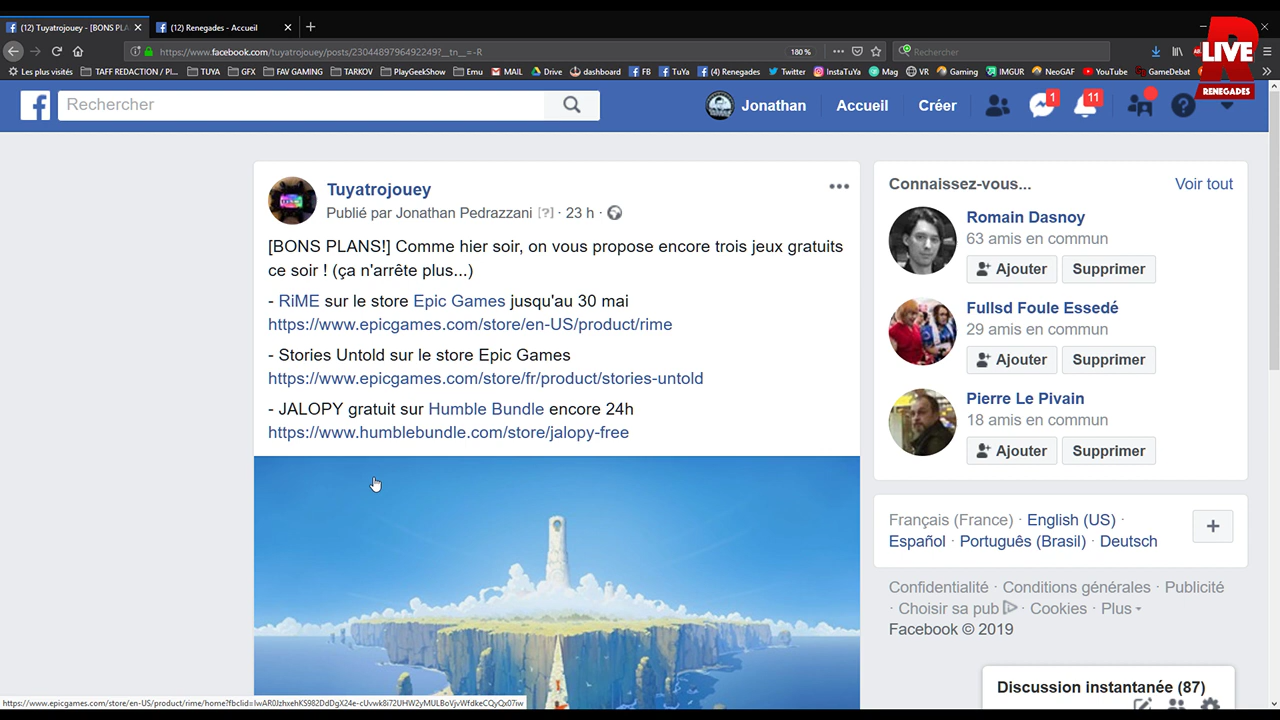 (12) Tuyatrojouey - [BONS PLA
(12) Renegades - Accueil
https://www.facebook.com/tuyatrojouey/posts/2304489796492249?__tn__=-R
180 %
Rechercher
Les plus visités
TAFF REDACTION / PI...
TUYA
GFX
FAV GAMING
TARKOV
PlayGeekShow
Emu
MAIL
Drive
dashboard
FB
TuYa
(4) Renegades
Twitter
InstaTuYa
Mag
VR
Gaming
IMGUR
NeoGAF
YouTube
GameDebat
LIVE
RENEGADES
Rechercher
Jonathan
Accueil
Créer
1
11
Tuyatrojouey
Publié par Jonathan Pedrazzani [?] · 23 h ·
[BONS PLANS!] Comme hier soir, on vous propose encore trois jeux gratuits
ce soir ! (ça n'arrête plus...)
- RiME sur le store Epic Games jusqu'au 30 mai
https://www.epicgames.com/store/en-US/product/rime
- Stories Untold sur le store Epic Games
https://www.epicgames.com/store/fr/product/stories-untold
- JALOPY gratuit sur Humble Bundle encore 24h
https://www.humblebundle.com/store/jalopy-free
Connaissez-vous...
Voir tout
Romain Dasnoy
63 amis en commun
Ajouter
Supprimer
Fullsd Foule Essedé
29 amis en commun
Ajouter
Supprimer
Pierre Le Pivain
18 amis en commun
Ajouter
Supprimer
Français (France) · English (US) ·
Español · Português (Brasil) · Deutsch
Confidentialité · Conditions générales · Publicité
· Choisir sa pub · Cookies · Plus
Facebook © 2019
Discussion instantanée (87)